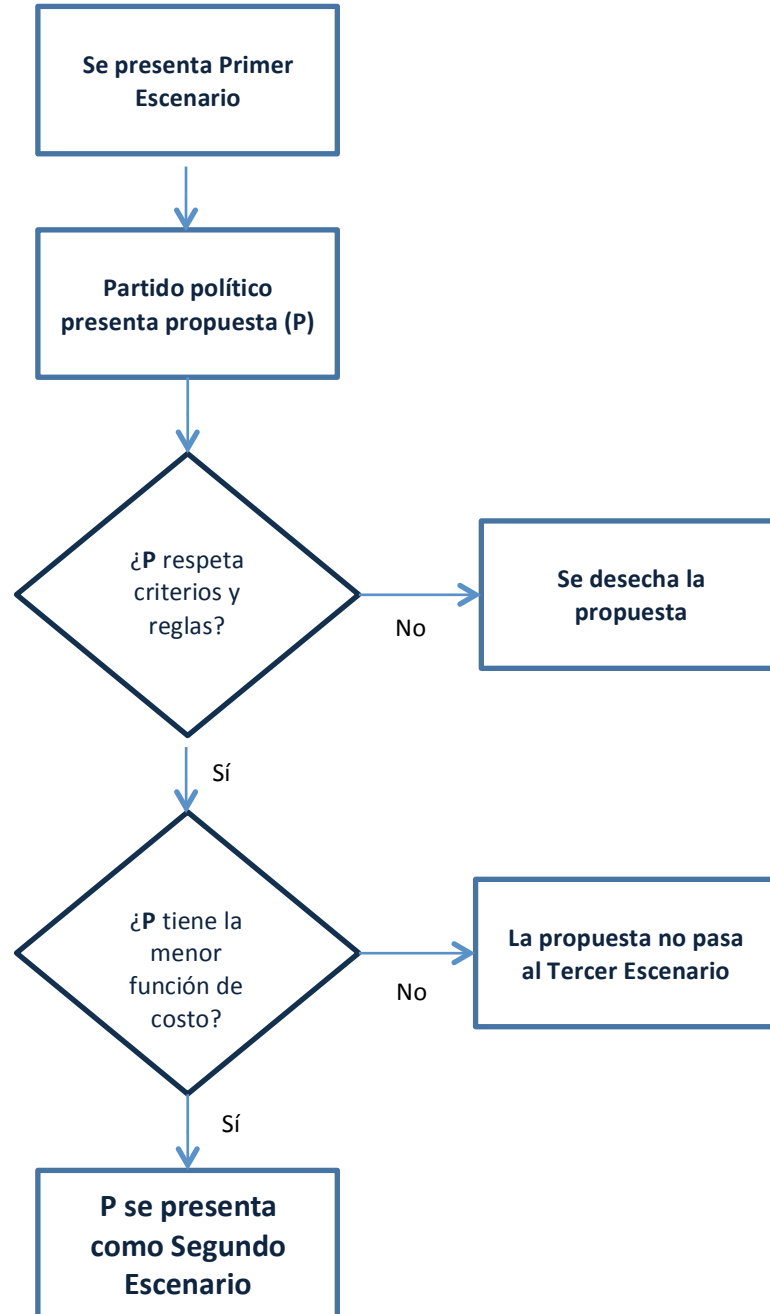 Se presenta Primer
Escenario
Partido político
presenta propuesta (P)
¿P respeta
criterios y
reglas?
No
Se desecha la
propuesta
Sí
¿P tiene la
menor
función de
costo?
No
La propuesta no pasa
al Tercer Escenario
Sí
P se presenta
como Segundo
Escenario